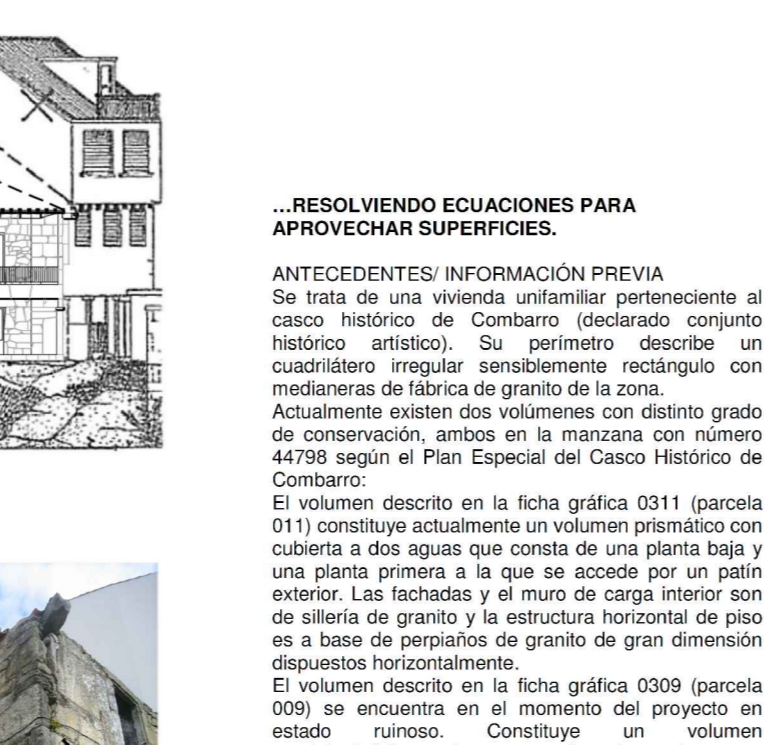 ...RESOLVIENDO ECUACIONES PARA
APROVECHAR SUPERFICIES.
ANTECEDENTES/ INFORMACIÓN PREVIA
Se trata de una vivienda unifamiliar perteneciente al
casco histórico de Combarro (declarado conjunto
histórico artístico). Su perímetro describe un
cuadrilátero irregular sensiblemente rectángulo con
medianeras de fábrica de granito de la zona.
Actualmente existen dos volúmenes con distinto grado
de conservación, ambos en la manzana con número
44798 según el Plan Especial del Casco Histórico de
Combarro:
El volumen descrito en la ficha gráfica 0311 (parcela
011) constituye actualmente un volumen prismático con
cubierta a dos aguas que consta de una planta baja y
una planta primera a la que se accede por un patín
exterior. Las fachadas y el muro de carga interior son
de sillería de granito y la estructura horizontal de piso
es a base de perpiaños de granito de gran dimensión
dispuestos horizontalmente.
El volumen descrito en la ficha gráfica 0309 (parcela
009) se encuentra en el momento del proyecto en
estado ruinoso. Constituye un volumen